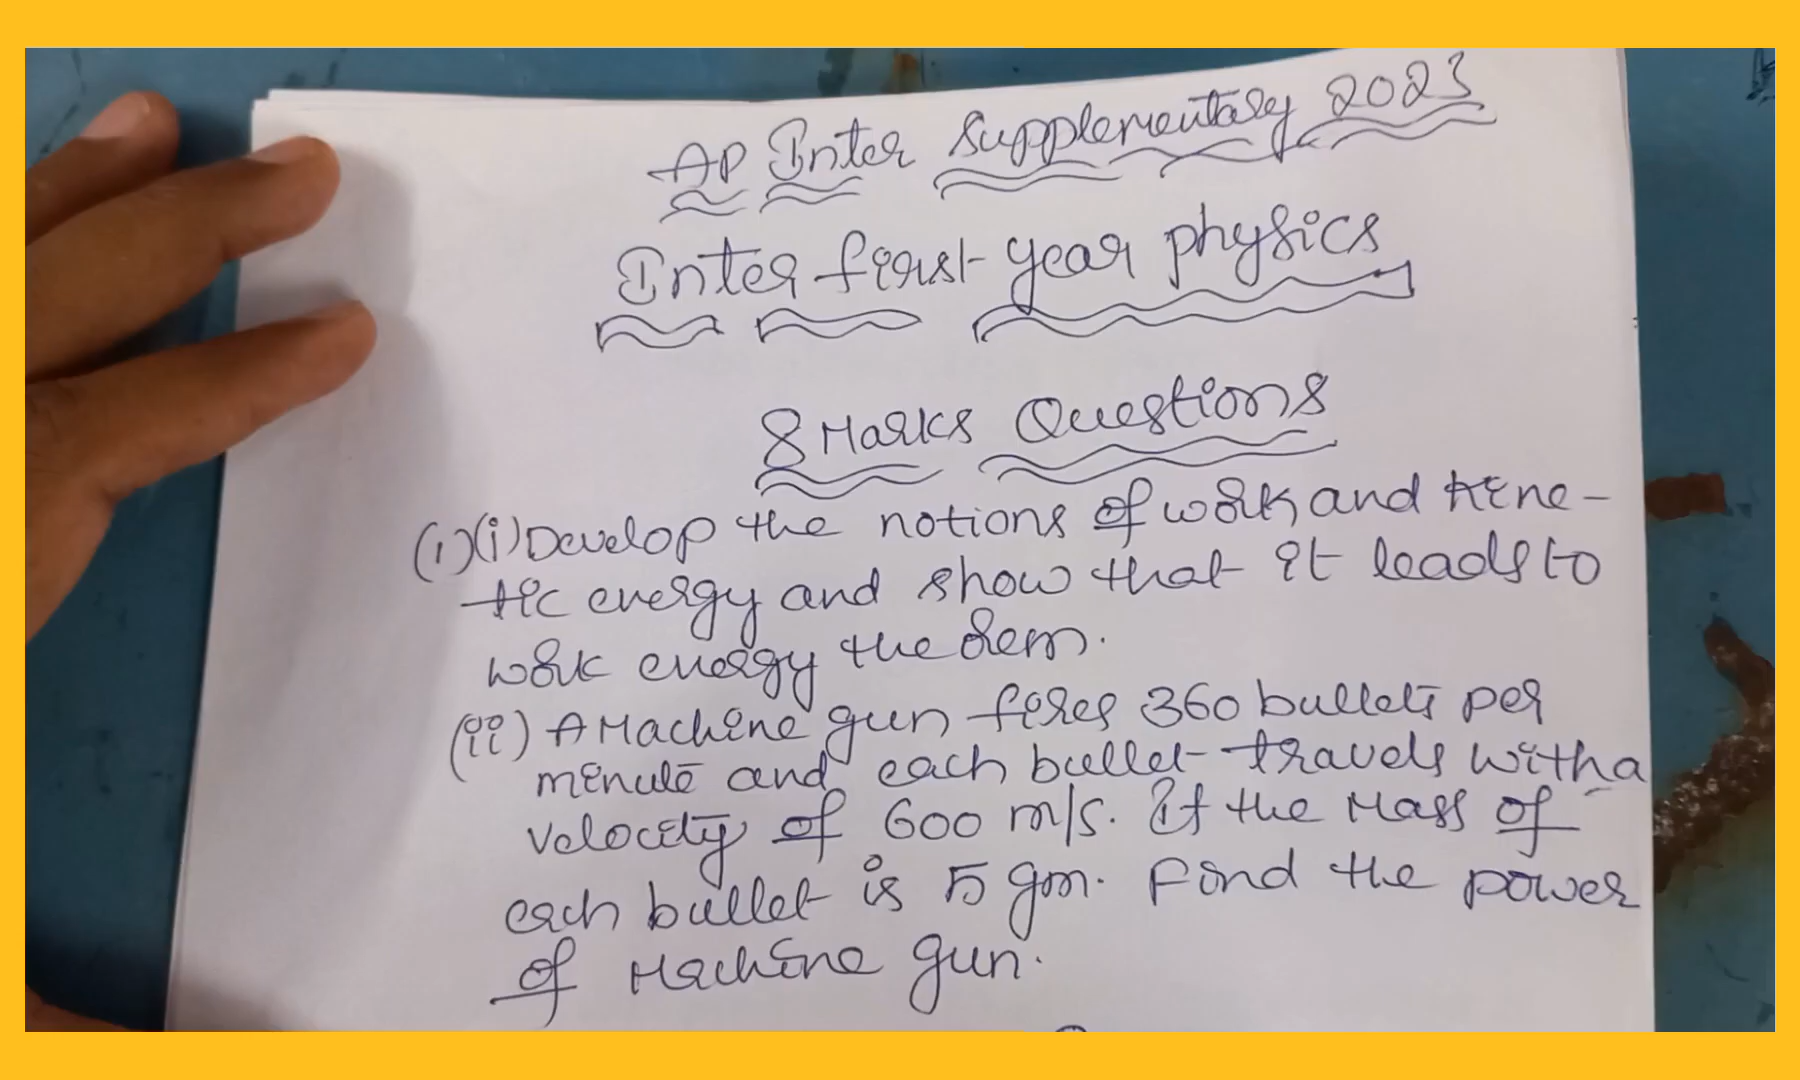 AP Inter Supplementary 2023
Inter first year physics
8 Marks Questions
(1)(i) Develop the notions of work and kine-
tic energy and show that it leads to
work energy theorem.
(ii) A Machine gun fires 360 bullets per
minute and each bullet travels with a
velocity of 600 m/s. If the Mass of
each bullet is 5 gm. Find the power
of Machine gun.